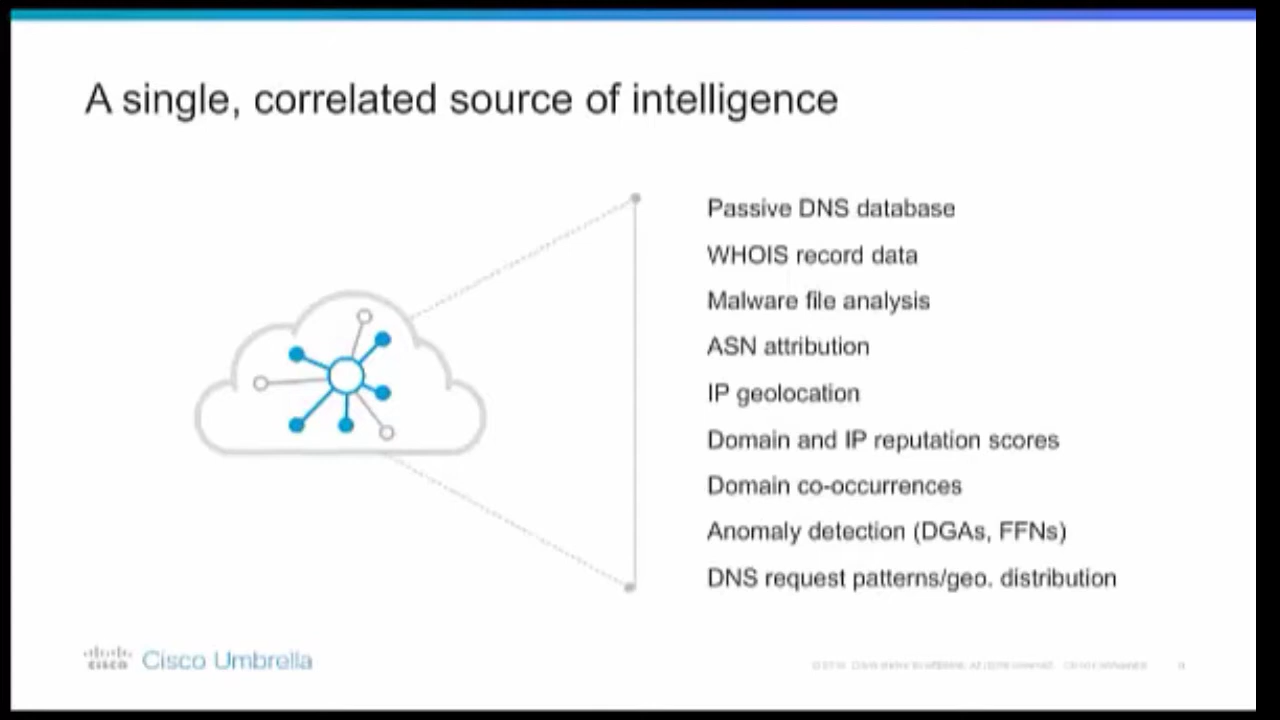 A single, correlated source of intelligence
Passive DNS database
WHOIS record data
Malware file analysis
ASN attribution
IP geolocation
Domain and IP reputation scores
Domain co-occurrences
Anomaly detection (DGAs, FFNs)
DNS request patterns/geo. distribution
cisco Cisco Umbrella